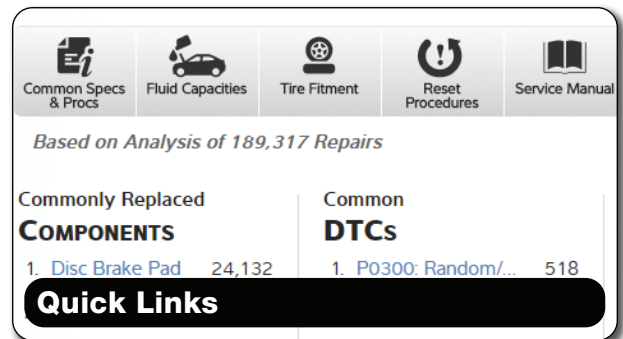 Common Specs
& Procs
Fluid Capacities
Tire Fitment
Reset
Procedures
Service Manual
Based on Analysis of 189,317 Repairs
Commonly Replaced
COMPONENTS
1. Disc Brake Pad 24,132
Common
DTCs
1. P0300: Random/... 518
Quick Links